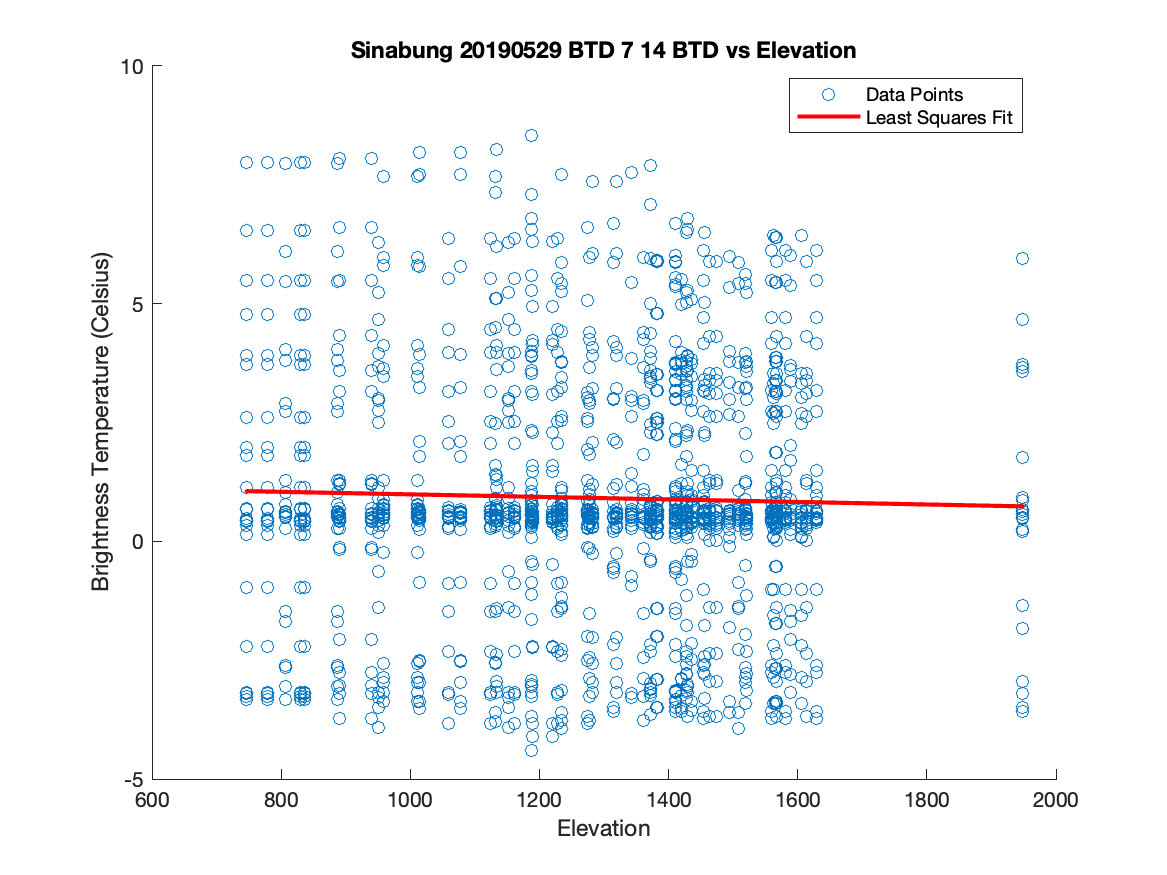 Sinabung 20190529 BTD 7 14 BTD vs Elevation
10
Data Points
Least Squares Fit
5
Brightness Temperature (Celsius)
0
-5
600 800 1000 1200 1400 1600 1800 2000
Elevation